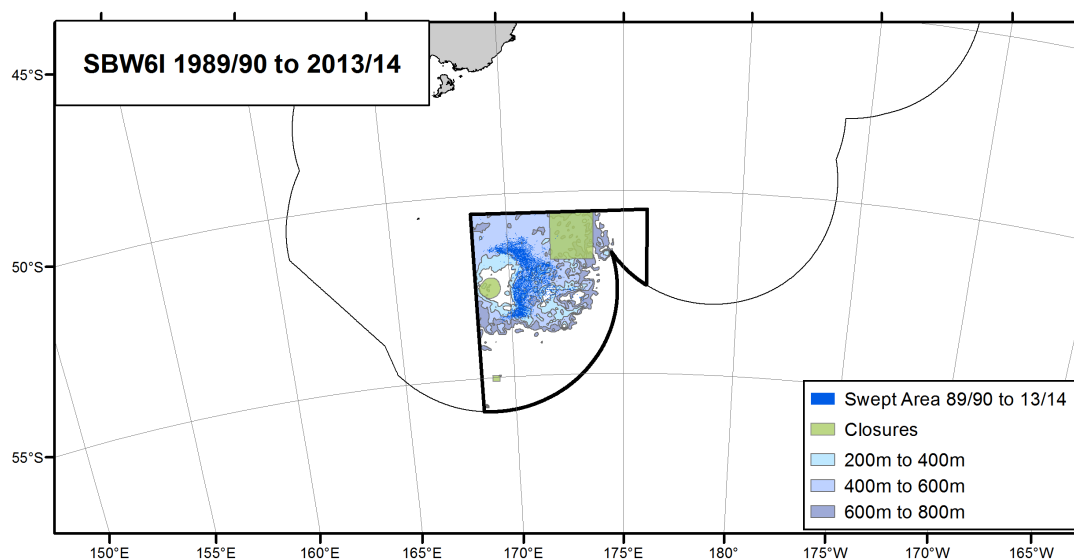 SBW6I 1989/90 to 2013/14
45°S
50°S
55°S
Swept Area 89/90 to 13/14
Closures
200m to 400m
400m to 600m
600m to 800m
150°E 155°E 160°E 165°E 170°E 175°E 180° 175°W 170°W 165°W